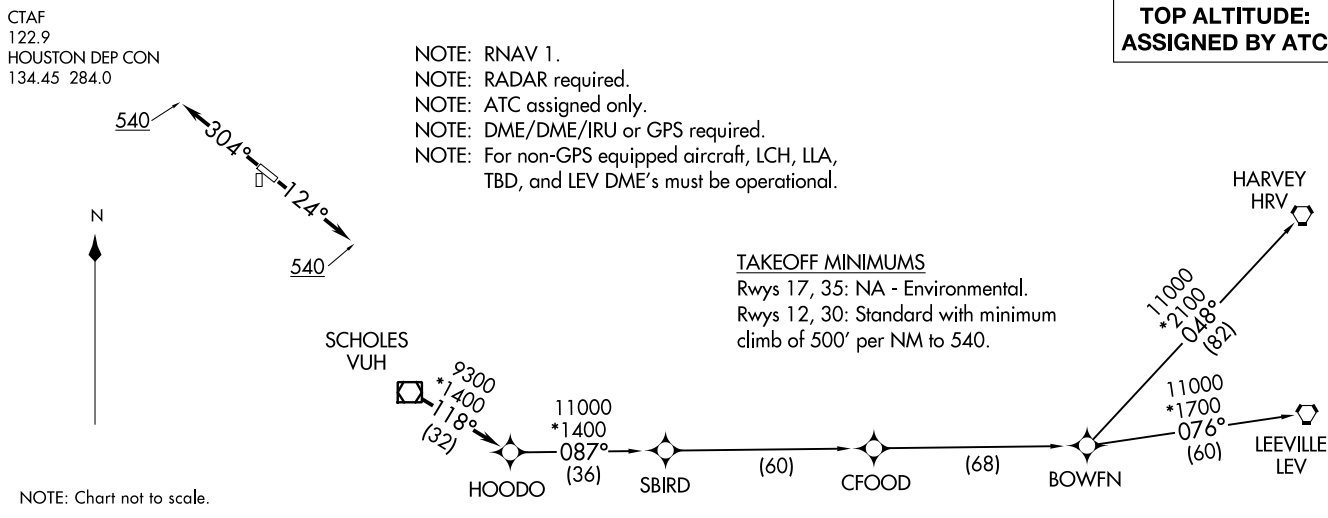 CTAF
122.9
HOUSTON DEP CON
134.45 284.0
TOP ALTITUDE:
ASSIGNED BY ATC
NOTE: RNAV 1.
NOTE: RADAR required.
NOTE: ATC assigned only.
NOTE: DME/DME/IRU or GPS required.
NOTE: For non-GPS equipped aircraft, LCH, LLA,
TBD, and LEV DME's must be operational.
540
304°
124°
540
N
HARVEY
HRV
TAKEOFF MINIMUMS
Rwys 17, 35: NA - Environmental.
Rwys 12, 30: Standard with minimum
climb of 500' per NM to 540.
11000
*2100
048°
(82)
SCHOLES
VUH
9300
*1400
118°
(32)
11000
*1400
087°
(36)
11000
*1700
076°
(60)
LEEVILLE
LEV
HOODO
SBIRD
(60)
CFOOD
(68)
BOWFN
NOTE: Chart not to scale.